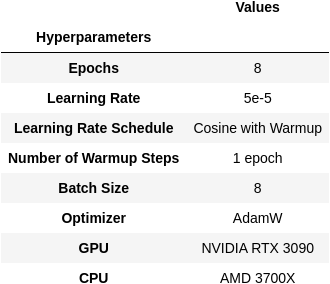 Values
Hyperparameters
Epochs 8
Learning Rate 5e-5
Learning Rate Schedule Cosine with Warmup
Number of Warmup Steps 1 epoch
Batch Size 8
Optimizer AdamW
GPU NVIDIA RTX 3090
CPU AMD 3700X